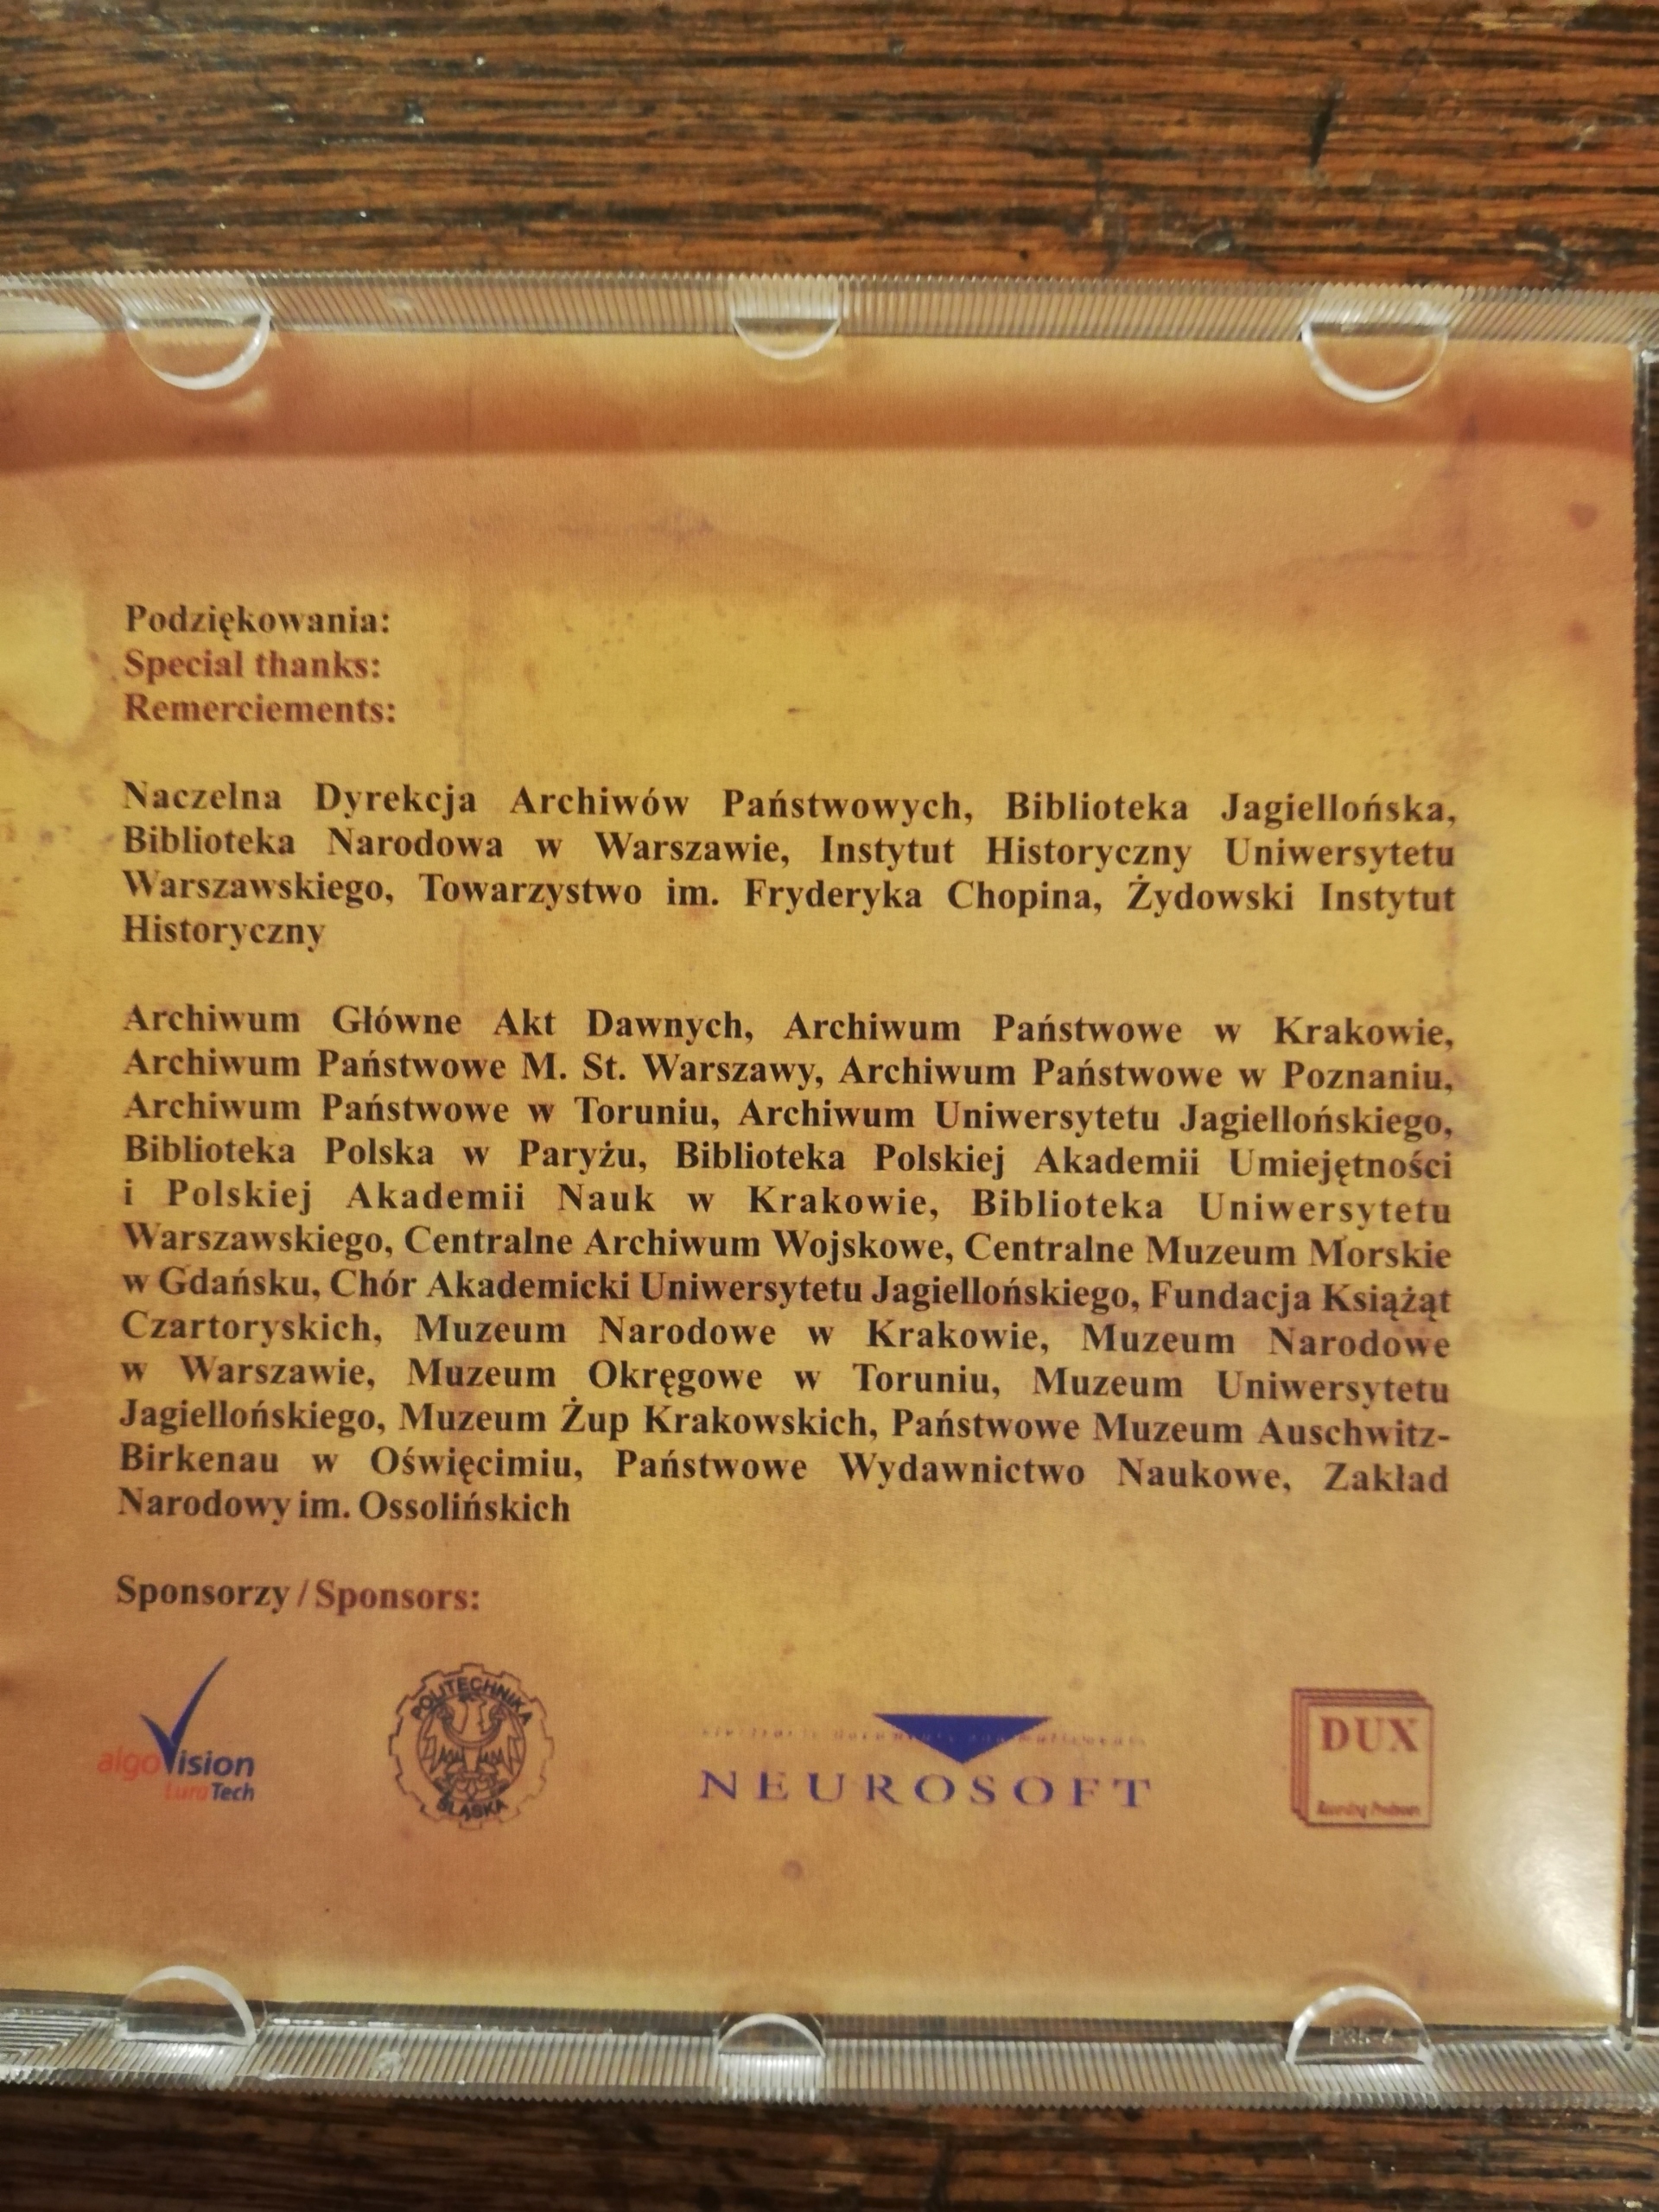 Podziękowania:
Special thanks:
Remerciements:
Naczelna Dyrekcja Archiwów Państwowych, Biblioteka Jagiellońska,
Biblioteka Narodowa w Warszawie, Instytut Historyczny Uniwersytetu
Warszawskiego, Towarzystwo im. Fryderyka Chopina, Żydowski Instytut
Historyczny
Archiwum Główne Akt Dawnych, Archiwum Państwowe w Krakowie,
Archiwum Państwowe M. St. Warszawy, Archiwum Państwowe w Poznaniu,
Archiwum Państwowe w Toruniu, Archiwum Uniwersytetu Jagiellońskiego,
Biblioteka Polska w Paryżu, Biblioteka Polskiej Akademii Umiejętności
i Polskiej Akademii Nauk w Krakowie, Biblioteka Uniwersytetu
Warszawskiego, Centralne Archiwum Wojskowe, Centralne Muzeum Morskie
w Gdańsku, Chór Akademicki Uniwersytetu Jagiellońskiego, Fundacja Książąt
Czartoryskich, Muzeum Narodowe w Krakowie, Muzeum Narodowe
w Warszawie, Muzeum Okręgowe w Toruniu, Muzeum Uniwersytetu
Jagiellońskiego, Muzeum Żup Krakowskich, Państwowe Muzeum Auschwitz-
Birkenau w Oświęcimiu, Państwowe Wydawnictwo Naukowe, Zakład
Narodowy im. Ossolińskich
Sponsorzy / Sponsors:
algoVision
LuraTech
POLITECHNIKA
ŚLĄSKA
NEUROSOFT
DUX
Recording Producers